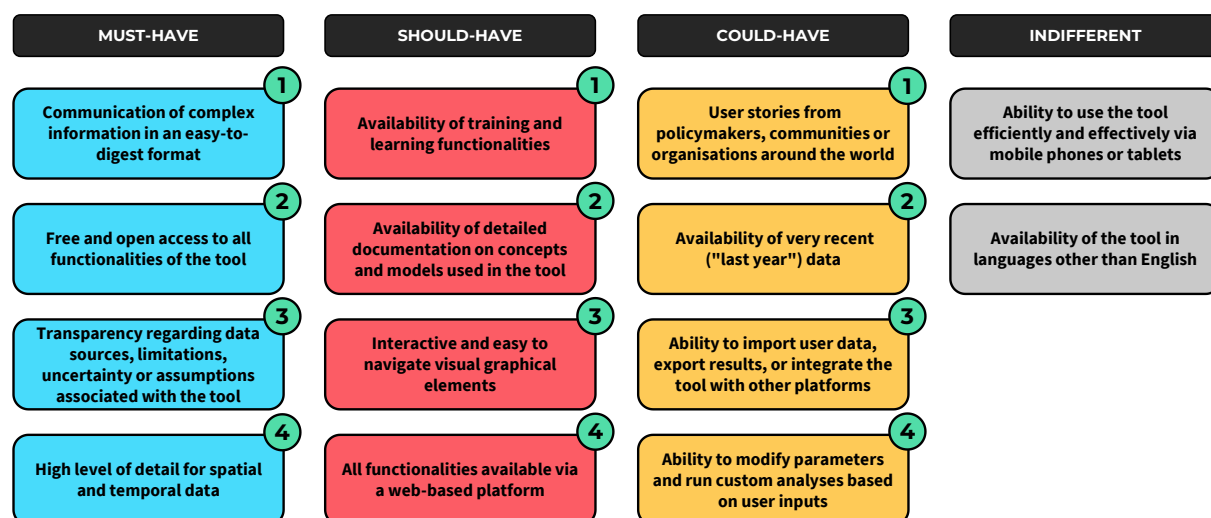 MUST-HAVE
1
Communication of complex
information in an easy-to-
digest format
2
Free and open access to all
functionalities of the tool
3
Transparency regarding data
sources, limitations,
uncertainty or assumptions
associated with the tool
4
High level of detail for spatial
and temporal data
SHOULD-HAVE
1
Availability of training and
learning functionalities
2
Availability of detailed
documentation on concepts
and models used in the tool
3
Interactive and easy to
navigate visual graphical
elements
4
All functionalities available via
a web-based platform
COULD-HAVE
1
User stories from
policymakers, communities or
organisations around the world
2
Availability of very recent
("last year") data
3
Ability to import user data,
export results, or integrate the
tool with other platforms
4
Ability to modify parameters
and run custom analyses based
on user inputs
INDIFFERENT
Ability to use the tool
efficiently and effectively via
mobile phones or tablets
Availability of the tool in
languages other than English